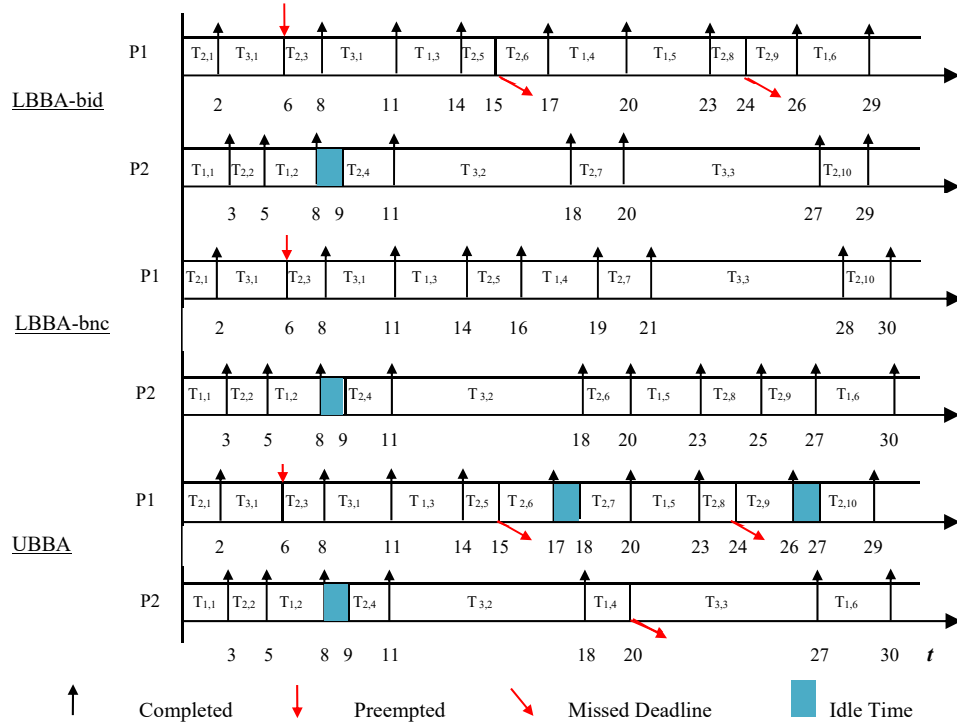 P1
T2,1 T3,1 T2,3 T3,1 T1,3 T2,5 T2,6 T1,4 T1,5 T2,8 T2,9 T1,6
LBBA-bid
2 6 8 11 14 15 17 20 23 24 26 29
P2
T1,1 T2,2 T1,2 T2,4 T 3,2 T2,7 T3,3 T2,10
3 5 8 9 11 18 20 27 29
P1
T2,1 T3,1 T2,3 T3,1 T1,3 T2,5 T 1,4 T2,7 T3,3 T2,10
LBBA-bnc
2 6 8 11 14 16 19 21 28 30
P2
T1,1 T2,2 T1,2 T2,4 T 3,2 T2,6 T1,5 T2,8 T2,9 T1,6
3 5 8 9 11 18 20 23 25 27 30
P1
T2,1 T3,1 T2,3 T3,1 T1,3 T2,5 T2,6 T2,7 T1,5 T2,8 T2,9 T2,10
UBBA
2 6 8 11 14 15 17 18 20 23 24 26 27 29
P2
T1,1 T2,2 T1,2 T2,4 T 3,2 T1,4 T3,3 T1,6
3 5 8 9 11 18 20 27 30 t
Completed Preempted Missed Deadline Idle Time